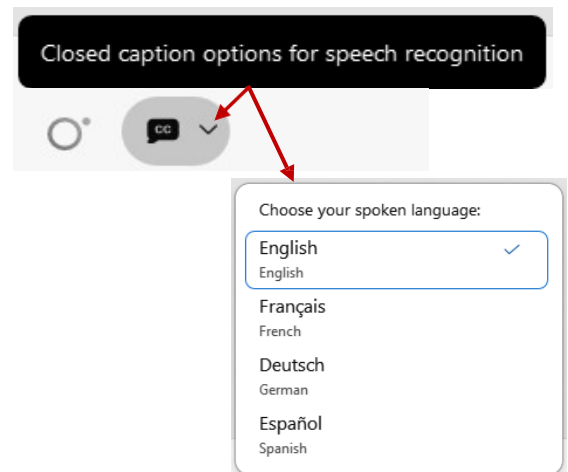 Closed caption options for speech recognition
CC
Choose your spoken language:
English
English
Français
French
Deutsch
German
Español
Spanish